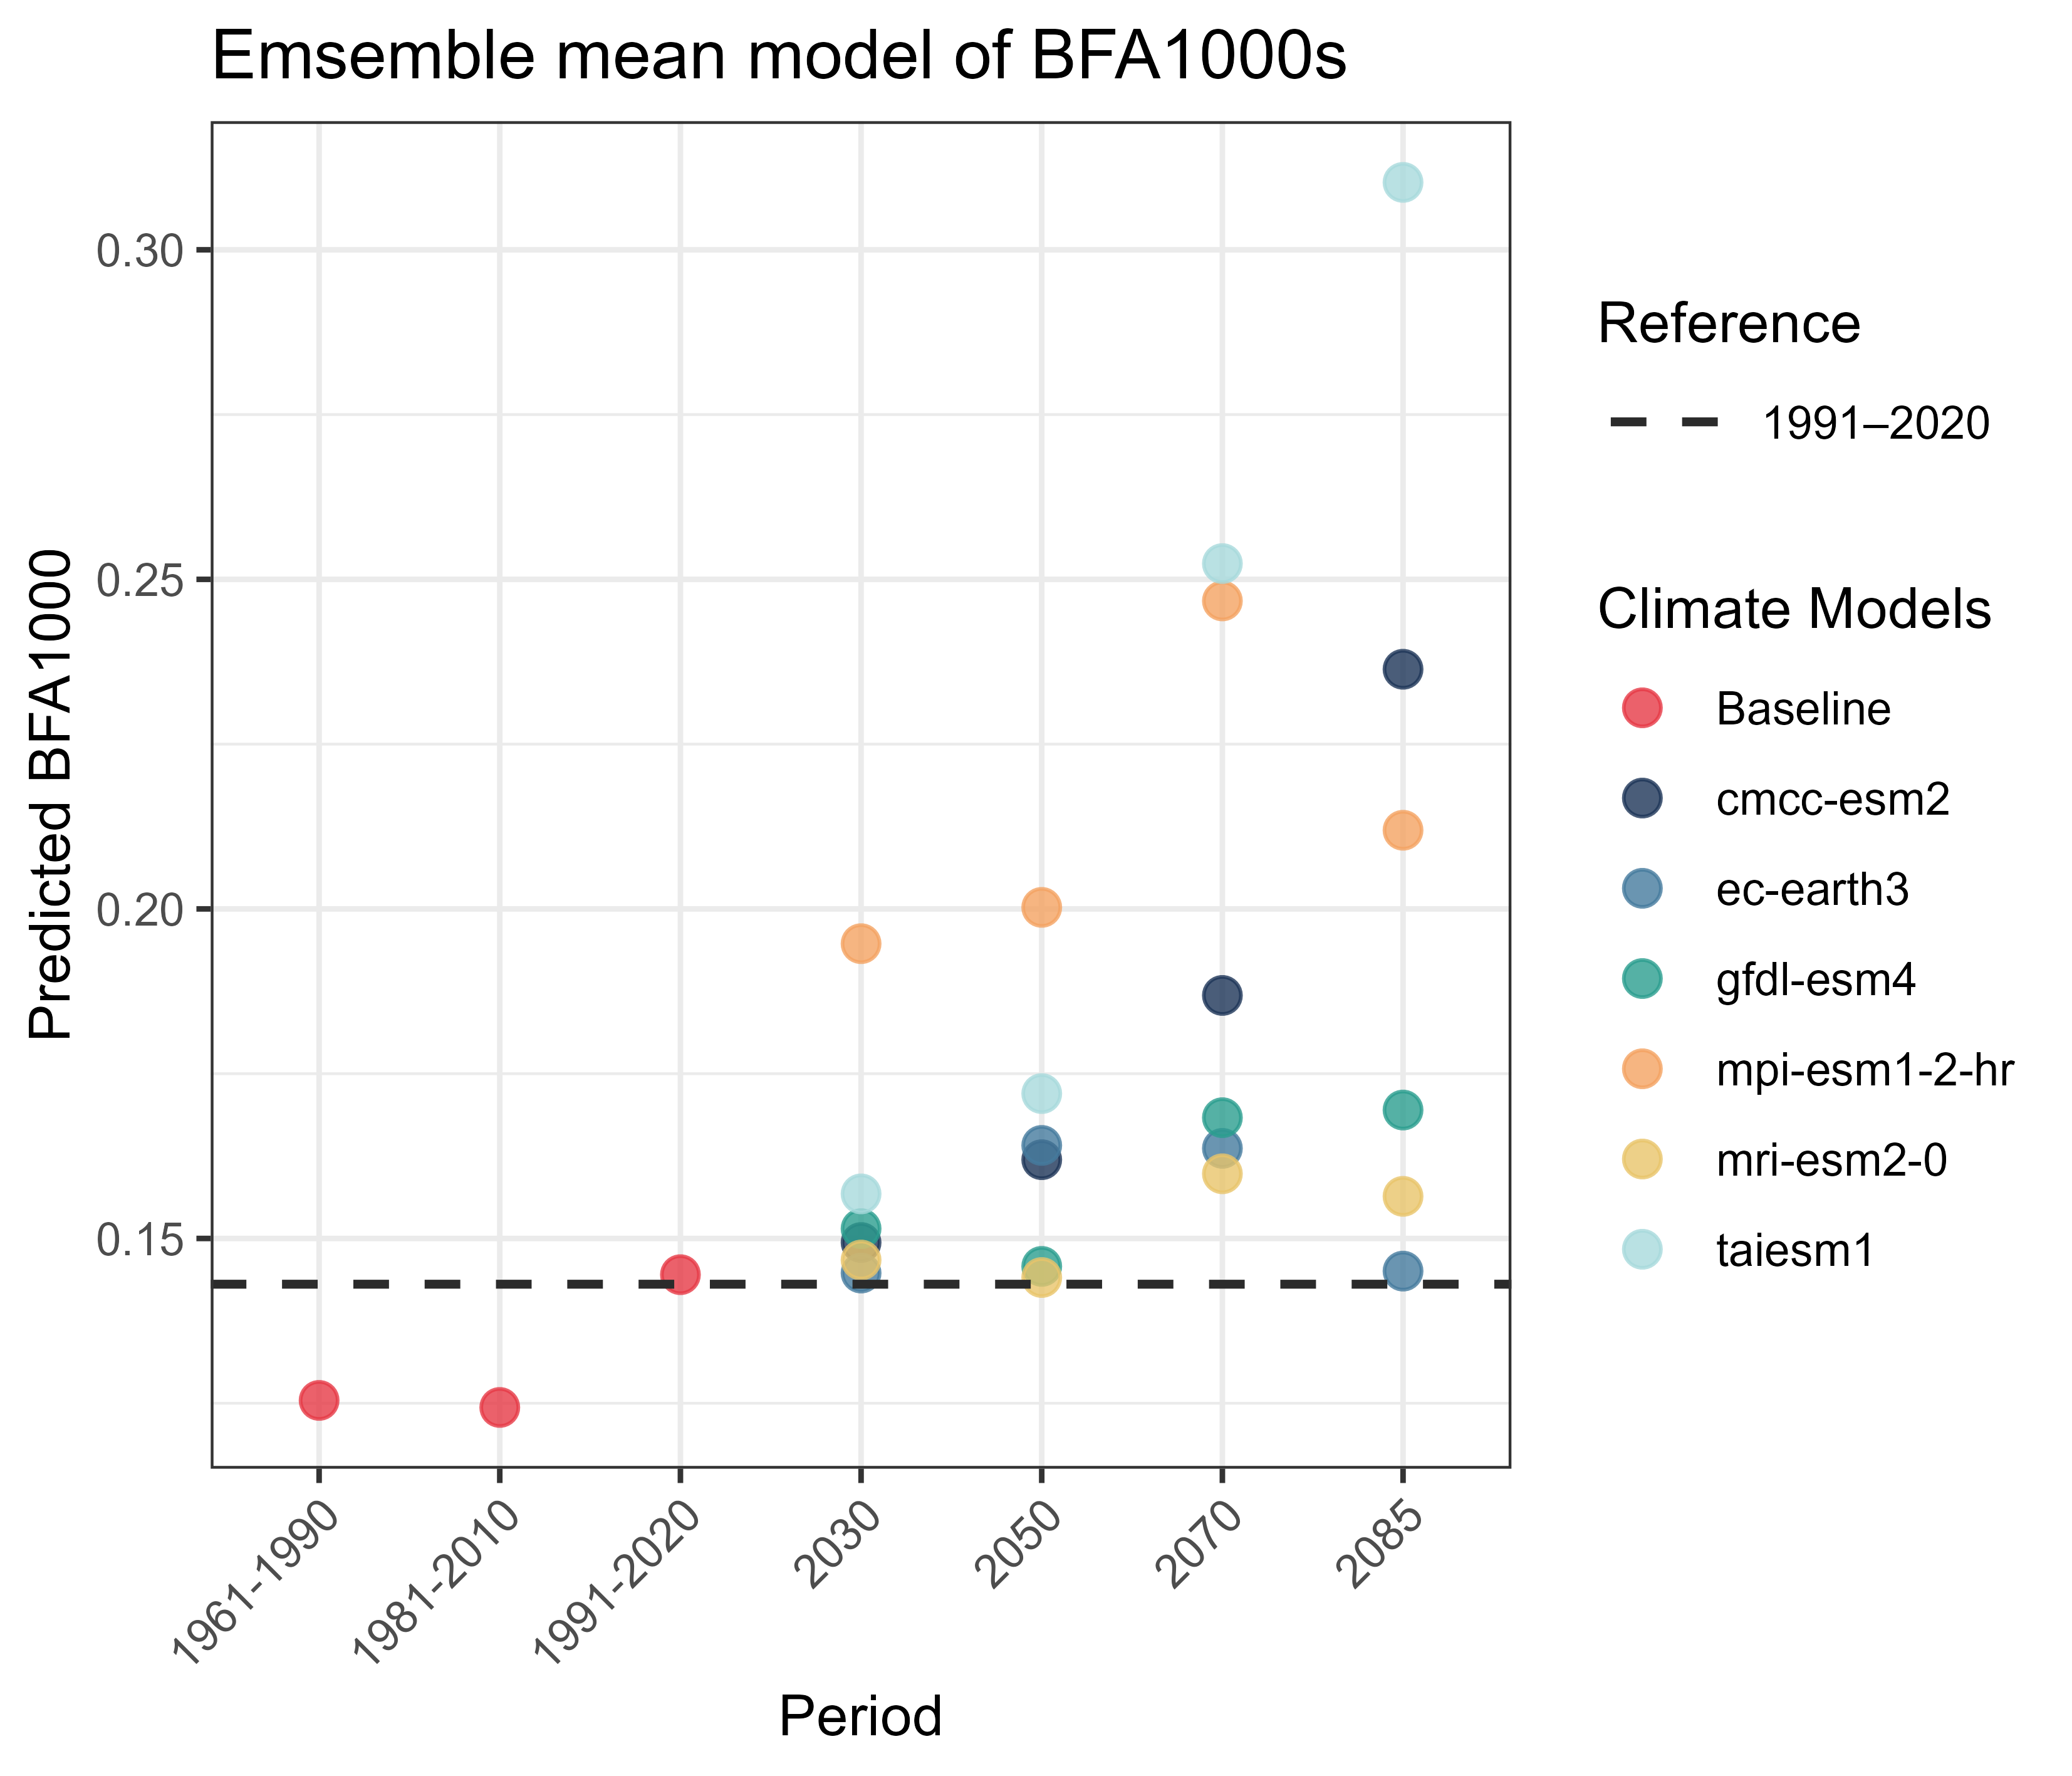 Emsemble mean model of BFA1000s
Predicted BFA1000
0.30
0.25
0.20
0.15
1961-1990
1981-2010
1991-2020
2030
2050
2070
2085
Period
Reference
1991–2020
Climate Models
Baseline
cmcc-esm2
ec-earth3
gfdl-esm4
mpi-esm1-2-hr
mri-esm2-0
taiesm1